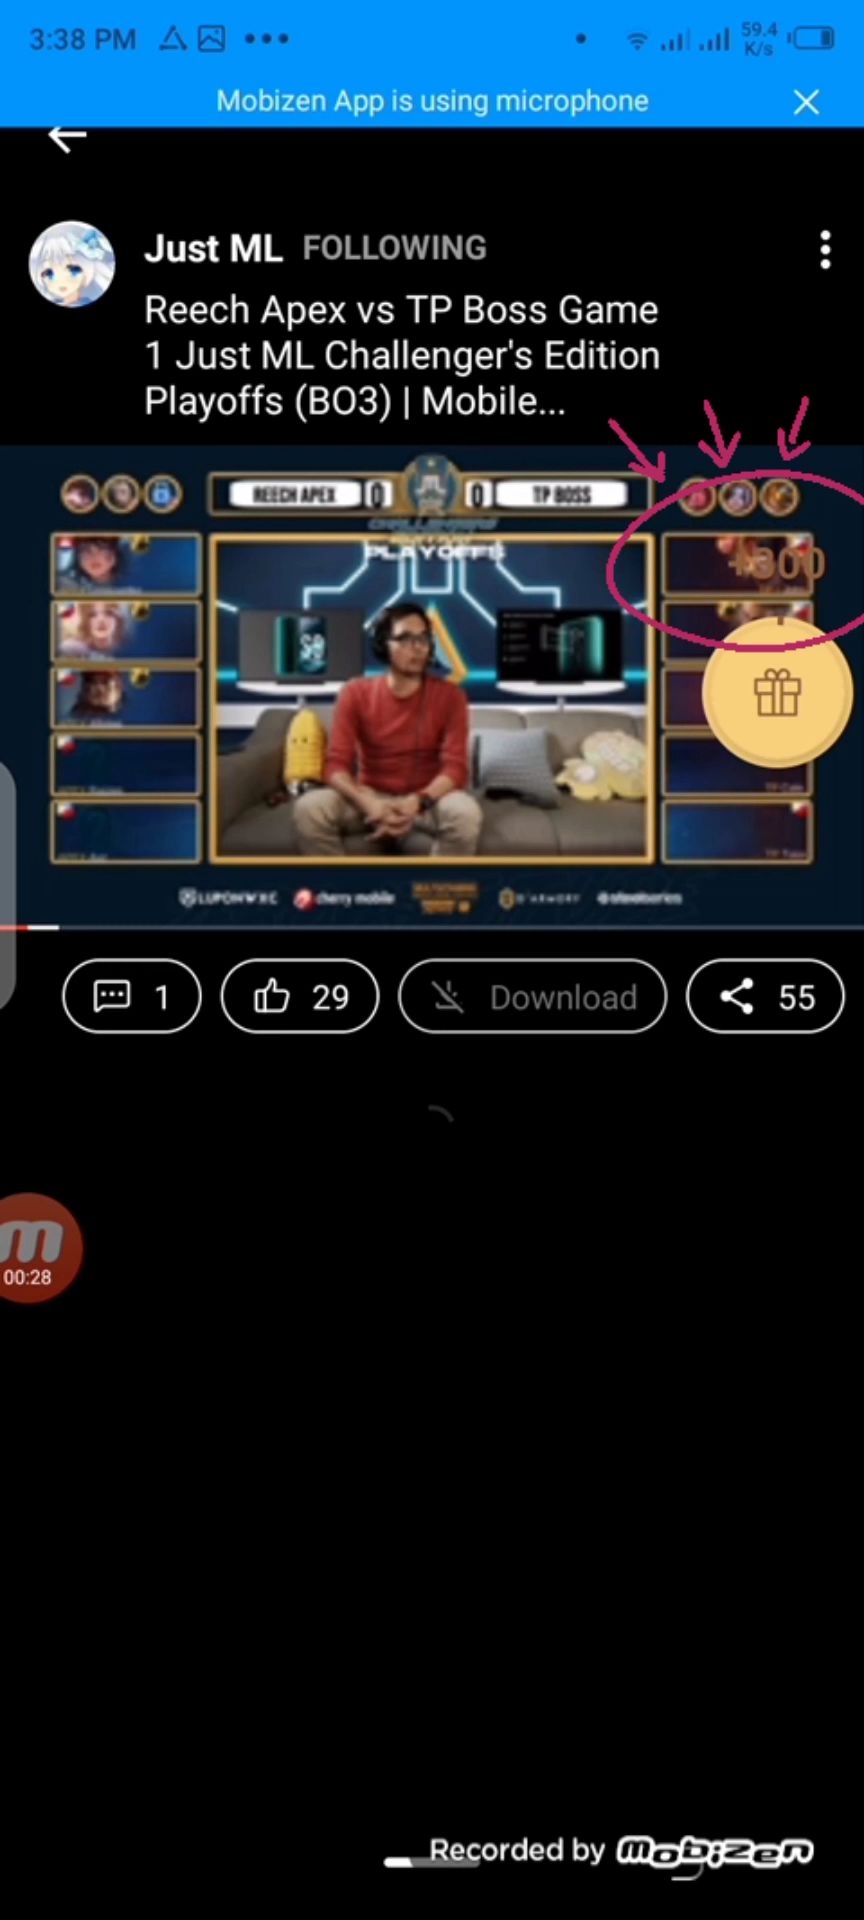 3:38 PM
59.4
K/s
Mobizen App is using microphone
Just ML FOLLOWING
Reech Apex vs TP Boss Game
1 Just ML Challenger's Edition
Playoffs (BO3) | Mobile...
REECH APEX 0 0 TP BOSS
PLAYOFFS
+300
LUPONWXC cherry mobile
1 29 Download 55
m
00:28
Recorded by mobizen